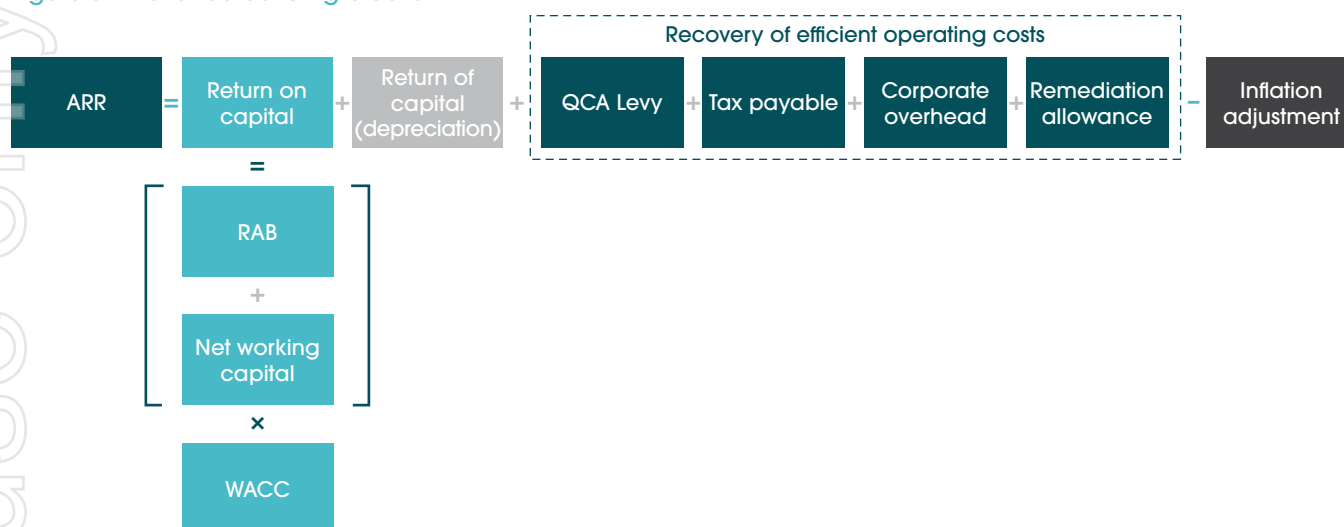 Recovery of efficient operating costs
ARR
=
Return on
capital
+
Return of
capital
(depreciation)
+
QCA Levy
+
Tax payable
+
Corporate
overhead
+
Remediation
allowance
–
Inflation
adjustment
=
RAB
+
Net working
capital
×
WACC